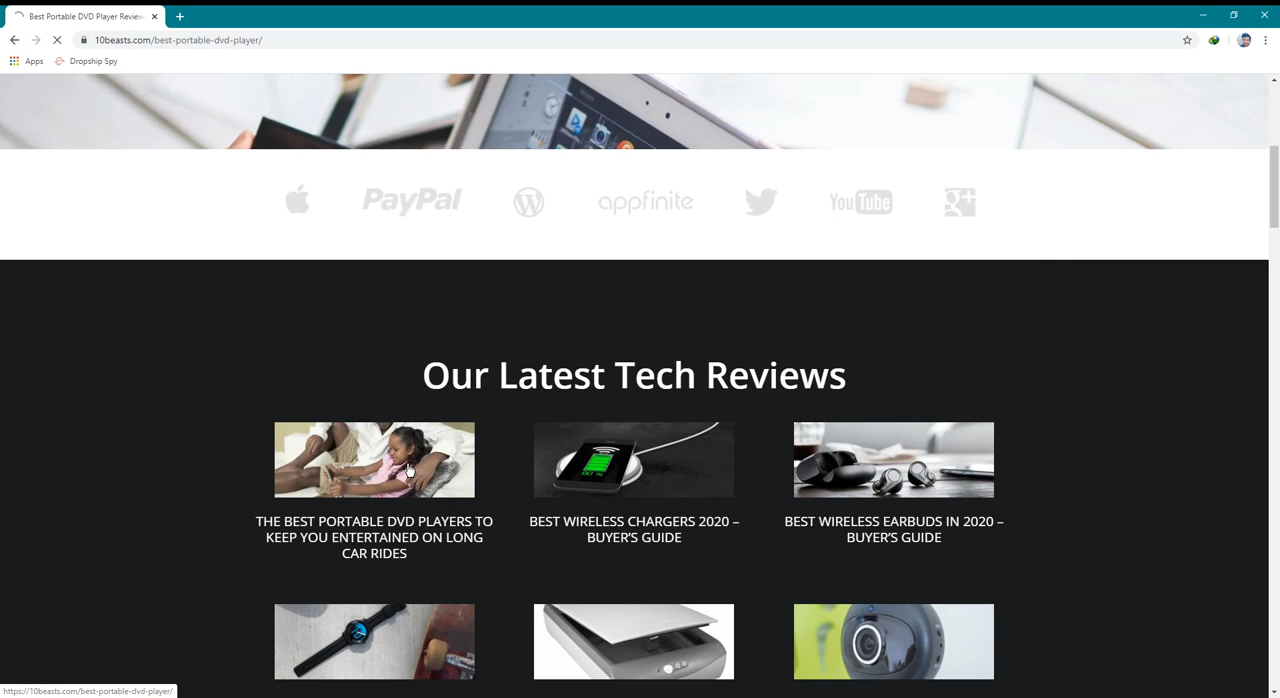 Best Portable DVD Player Review
10beasts.com/best-portable-dvd-player/
Apps Dropship Spy
PayPal appfinite YouTube g+
Our Latest Tech Reviews
THE BEST PORTABLE DVD PLAYERS TO
KEEP YOU ENTERTAINED ON LONG
CAR RIDES
BEST WIRELESS CHARGERS 2020 –
BUYER'S GUIDE
BEST WIRELESS EARBUDS IN 2020 –
BUYER'S GUIDE
https://10beasts.com/best-portable-dvd-player/